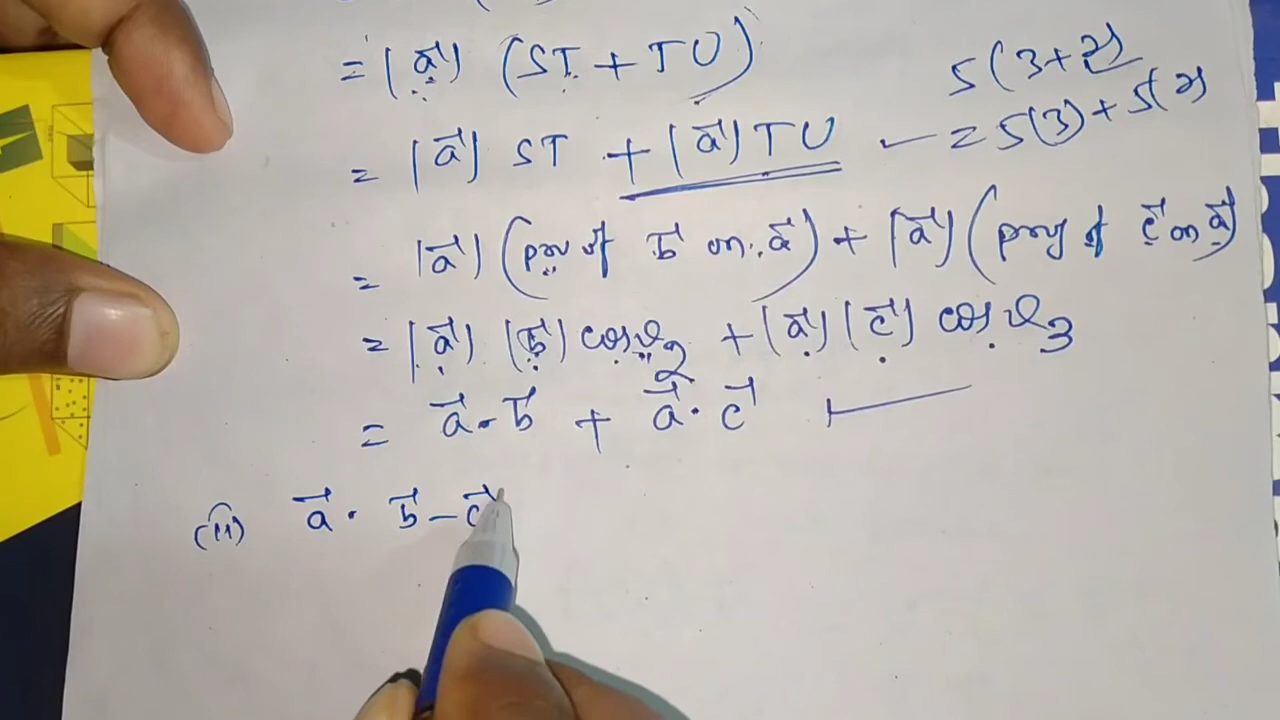 = |a⃗| (ST + TU)
5(3+2)
= |a⃗| ST + |a⃗| TU
= 5(3) + 5(2)
= |a⃗| (proj of b⃗ on a⃗) + |a⃗| (proj of c⃗ on a⃗)
= |a⃗| |b⃗| cos θ₂ + |a⃗| |c⃗| cos θ₃
= a⃗ · b⃗ + a⃗ · c⃗
(ii) a⃗ · b⃗ − c⃗